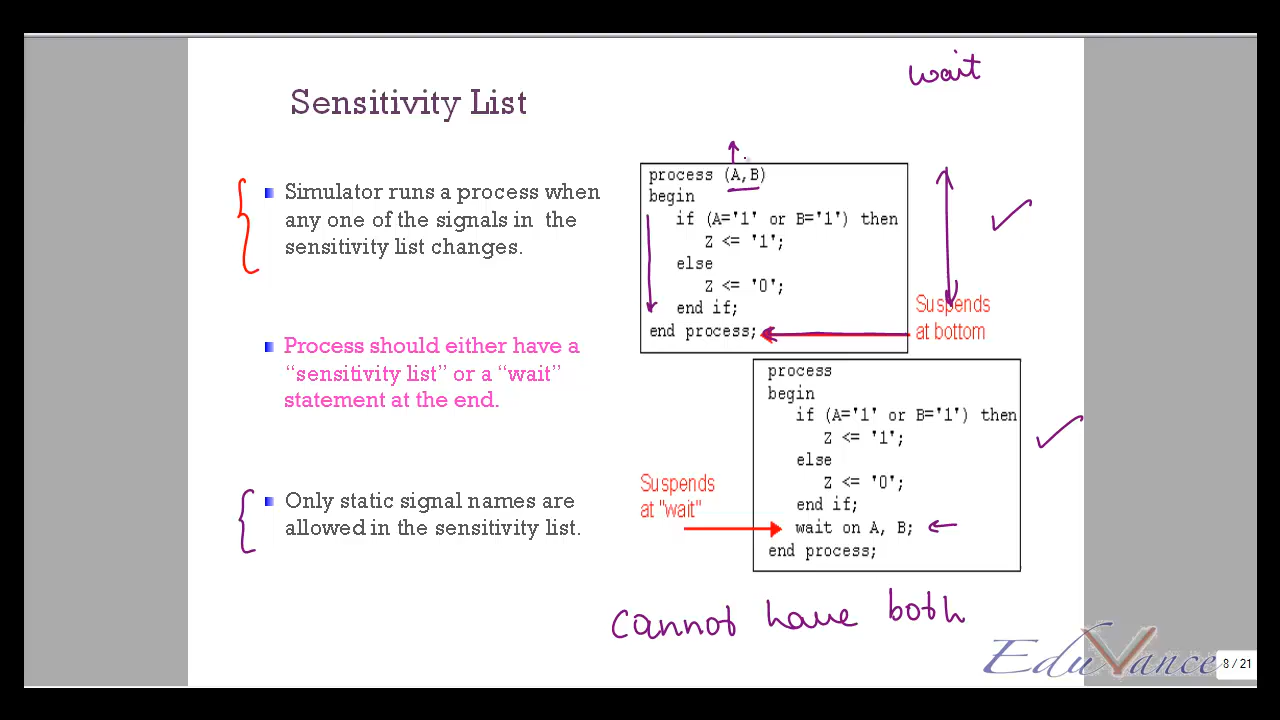 wait
Sensitivity List
Simulator runs a process when
any one of the signals in the
sensitivity list changes.
Process should either have a
“sensitivity list” or a “wait”
statement at the end.
Only static signal names are
allowed in the sensitivity list.
process (A,B)
begin
if (A='1' or B='1') then
Z <= '1';
else
Z <= '0';
end if;
end process;
Suspends
at bottom
process
begin
if (A='1' or B='1') then
Z <= '1';
else
Z <= '0';
end if;
wait on A, B;
end process;
Suspends
at "wait"
cannot have both
EduVance
8 / 21